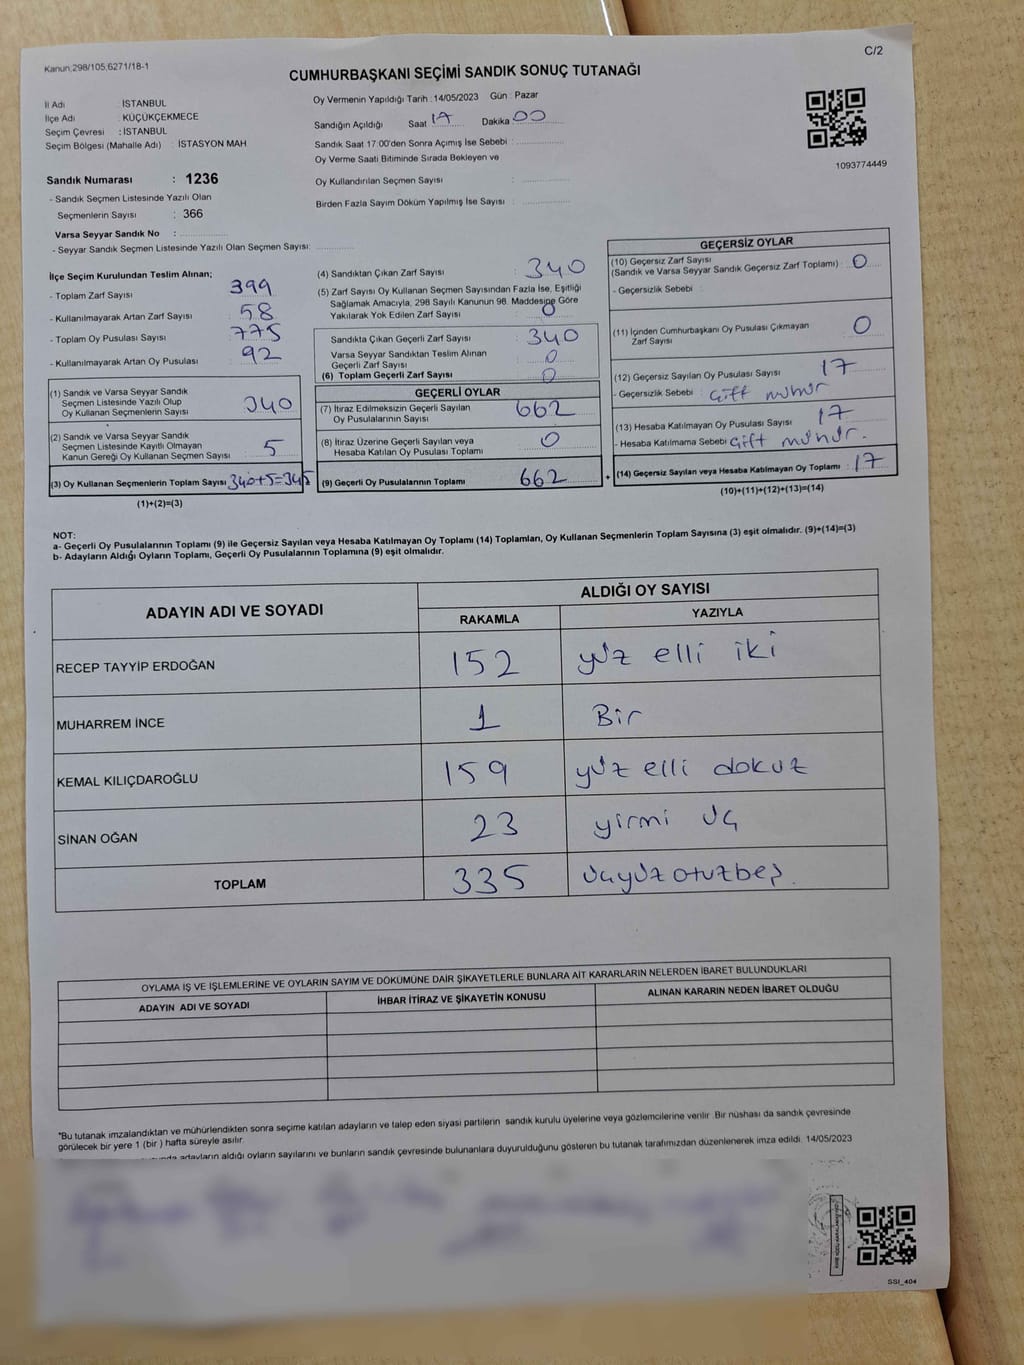 Kanun;298/105,6271/18-1
C/2
CUMHURBAŞKANI SEÇİMİ SANDIK SONUÇ TUTANAĞI
İl Adı : İSTANBUL
İlçe Adı : KÜÇÜKÇEKMECE
Seçim Çevresi : İSTANBUL
Seçim Bölgesi (Mahalle Adı) : İSTASYON MAH
Oy Vermenin Yapıldığı Tarih : 14/05/2023 Gün : Pazar
Sandığın Açıldığı Saat 17 Dakika 00
Sandık Saat 17:00'den Sonra Açımış İse Sebebi :
Oy Verme Saati Bitiminde Sırada Bekleyen ve
Oy Kullandırılan Seçmen Sayısı :
Birden Fazla Sayım Döküm Yapılmış İse Sayısı :
1093774449
Sandık Numarası : 1236
- Sandık Seçmen Listesinde Yazılı Olan
Seçmenlerin Sayısı : 366
Varsa Seyyar Sandık No :
- Seyyar Sandık Seçmen Listesinde Yazılı Olan Seçmen Sayısı:
İlçe Seçim Kurulundan Teslim Alınan;
- Toplam Zarf Sayısı : 399
- Kullanılmayarak Artan Zarf Sayısı : 58
- Toplam Oy Pusulası Sayısı : 775
- Kullanılmayarak Artan Oy Pusulası : 92
(1) Sandık ve Varsa Seyyar Sandık
Seçmen Listesinde Yazılı Olup
Oy Kullanan Seçmenlerin Sayısı : 340
(2) Sandık ve Varsa Seyyar Sandık
Seçmen Listesinde Kayıtlı Olmayan
Kanun Gereği Oy Kullanan Seçmen Sayısı : 5
(3) Oy Kullanan Seçmenlerin Toplam Sayısı : 340+5=345
(1)+(2)=(3)
(4) Sandıktan Çıkan Zarf Sayısı : 340
(5) Zarf Sayısı Oy Kullanan Seçmen Sayısından Fazla İse, Eşitliği
Sağlamak Amacıyla, 298 Sayılı Kanunun 98. Maddesine Göre
Yakılarak Yok Edilen Zarf Sayısı : 0
Sandıkta Çıkan Geçerli Zarf Sayısı : 340
Varsa Seyyar Sandıktan Teslim Alınan
Geçerli Zarf Sayısı : 0
(6) Toplam Geçerli Zarf Sayısı : 0
GEÇERLİ OYLAR
(7) İtiraz Edilmeksizin Geçerli Sayılan
Oy Pusulalarının Sayısı : 662
(8) İtiraz Üzerine Geçerli Sayılan veya
Hesaba Katılan Oy Pusulası Toplamı : 0
(9) Geçerli Oy Pusulalarının Toplamı : 662
+
GEÇERSİZ OYLAR
(10) Geçersiz Zarf Sayısı
(Sandık ve Varsa Seyyar Sandık Geçersiz Zarf Toplamı) : 0
- Geçersizlik Sebebi :
(11) İçinden Cumhurbaşkanı Oy Pusulası Çıkmayan
Zarf Sayısı : 0
(12) Geçersiz Sayılan Oy Pusulası Sayısı : 17
- Geçersizlik Sebebi : Çift mühür
(13) Hesaba Katılmayan Oy Pusulası Sayısı : 17
- Hesaba Katılmama Sebebi : Çift mühür.
(14) Geçersiz Sayılan veya Hesaba Katılmayan Oy Toplamı : 17
(10)+(11)+(12)+(13)=(14)
NOT:
a- Geçerli Oy Pusulalarının Toplamı (9) ile Geçersiz Sayılan veya Hesaba Katılmayan Oy Toplamı (14) Toplamları, Oy Kullanan Seçmenlerin Toplam Sayısına (3) eşit olmalıdır. (9)+(14)=(3)
b- Adayların Aldığı Oyların Toplamı, Geçerli Oy Pusulalarının Toplamına (9) eşit olmalıdır.
ADAYIN ADI VE SOYADI
ALDIĞI OY SAYISI
RAKAMLA YAZIYLA
RECEP TAYYİP ERDOĞAN 152 yüz elli iki
MUHARREM İNCE 1 Bir
KEMAL KILIÇDAROĞLU 159 yüz elli dokuz
SİNAN OĞAN 23 yirmi üç
TOPLAM 335 üçyüzotuzbeş.
OYLAMA İŞ VE İŞLEMLERİNE VE OYLARIN SAYIM VE DÖKÜMÜNE DAİR ŞİKAYETLERLE BUNLARA AİT KARARLARIN NELERDEN İBARET BULUNDUKLARI
ADAYIN ADI VE SOYADI İHBAR İTİRAZ VE ŞİKAYETİN KONUSU ALINAN KARARIN NEDEN İBARET OLDUĞU
*Bu tutanak imzalandıktan ve mühürlendikten sonra seçime katılan adayların ve talep eden siyasi partilerin sandık kurulu üyelerine veya gözlemcilerine verilir. Bir nüshası da sandık çevresinde
görülecek bir yere 1 (bir ) hafta süreyle asılır.
adayların aldığı oyların sayılarını ve bunların sandık çevresinde bulunanlara duyurulduğunu gösteren bu tutanak tarafımızdan düzenlenerek imza edildi. 14/05/2023
SSİ_404